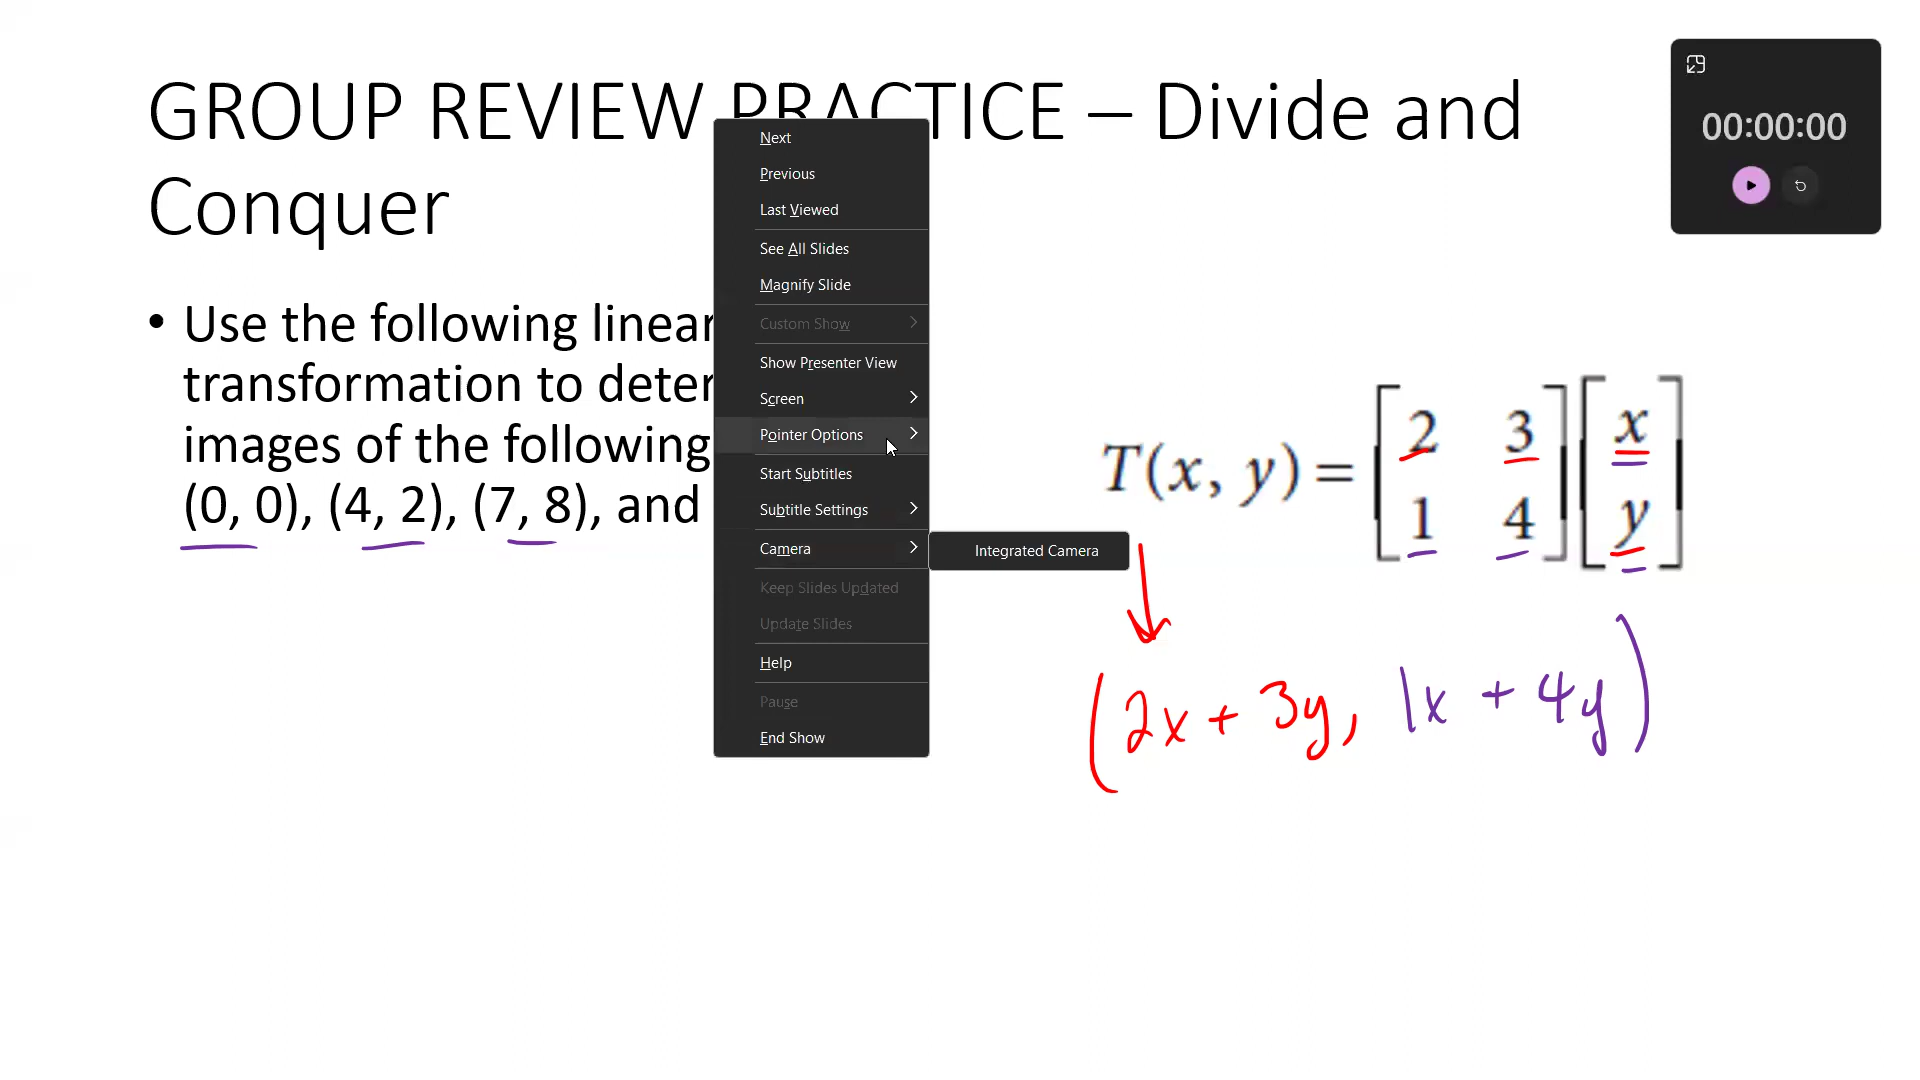 GROUP REVIEW PRACTICE – Divide and
Conquer
• Use the following linear
transformation to deter
images of the following
(0, 0), (4, 2), (7, 8), and
Next
Previous
Last Viewed
See All Slides
Magnify Slide
Custom Show
Show Presenter View
Screen
Pointer Options
Start Subtitles
Subtitle Settings
Camera
Integrated Camera
Keep Slides Updated
Update Slides
Help
Pause
End Show
00:00:00
T(x, y) = [2 3] [x]
[1 4] [y]
(2x + 3y, 1x + 4y)